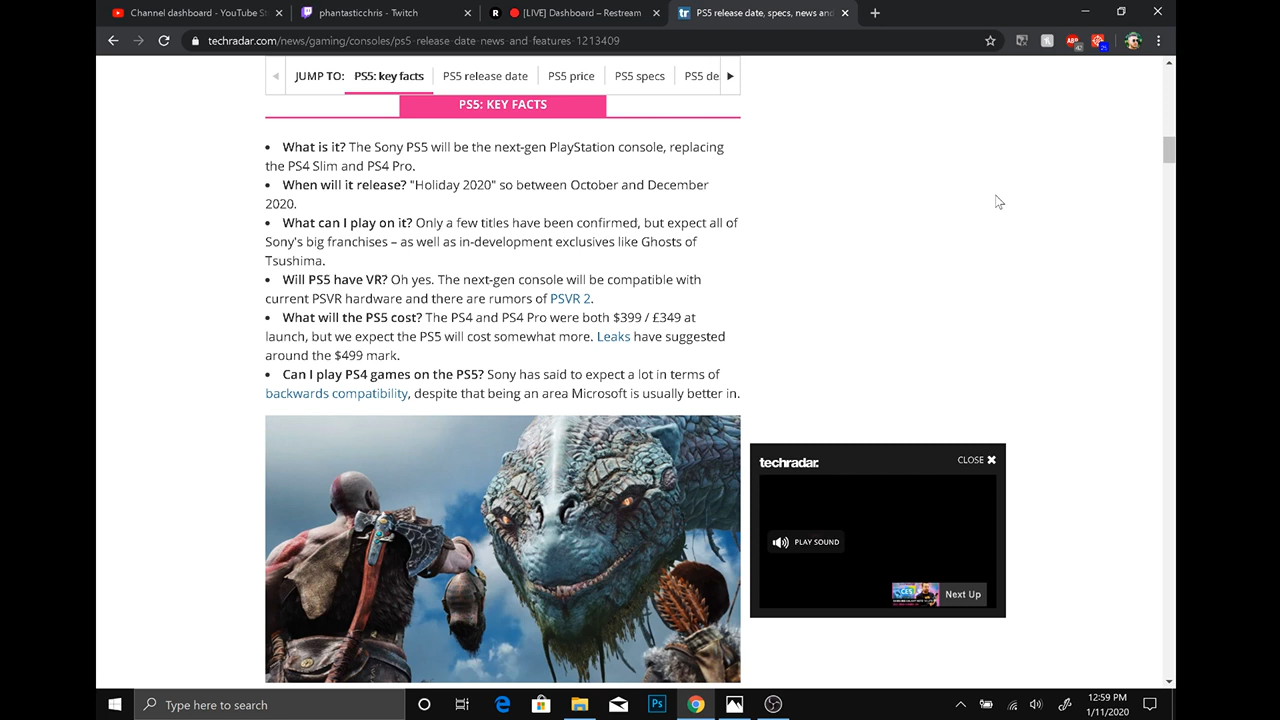 Channel dashboard - YouTube St
phantasticchris - Twitch
[LIVE] Dashboard – Restream
PS5 release date, specs, news and
techradar.com/news/gaming/consoles/ps5-release-date-news-and-features-1213409
JUMP TO: PS5: key facts PS5 release date PS5 price PS5 specs PS5 de
PS5: KEY FACTS
• What is it? The Sony PS5 will be the next-gen PlayStation console, replacing
the PS4 Slim and PS4 Pro.
• When will it release? "Holiday 2020" so between October and December
2020.
• What can I play on it? Only a few titles have been confirmed, but expect all of
Sony's big franchises – as well as in-development exclusives like Ghosts of
Tsushima.
• Will PS5 have VR? Oh yes. The next-gen console will be compatible with
current PSVR hardware and there are rumors of PSVR 2.
• What will the PS5 cost? The PS4 and PS4 Pro were both $399 / £349 at
launch, but we expect the PS5 will cost somewhat more. Leaks have suggested
around the $499 mark.
• Can I play PS4 games on the PS5? Sony has said to expect a lot in terms of
backwards compatibility, despite that being an area Microsoft is usually better in.
techradar.
CLOSE
PLAY SOUND
CES
Next Up
Type here to search
Ps
12:59 PM
1/11/2020